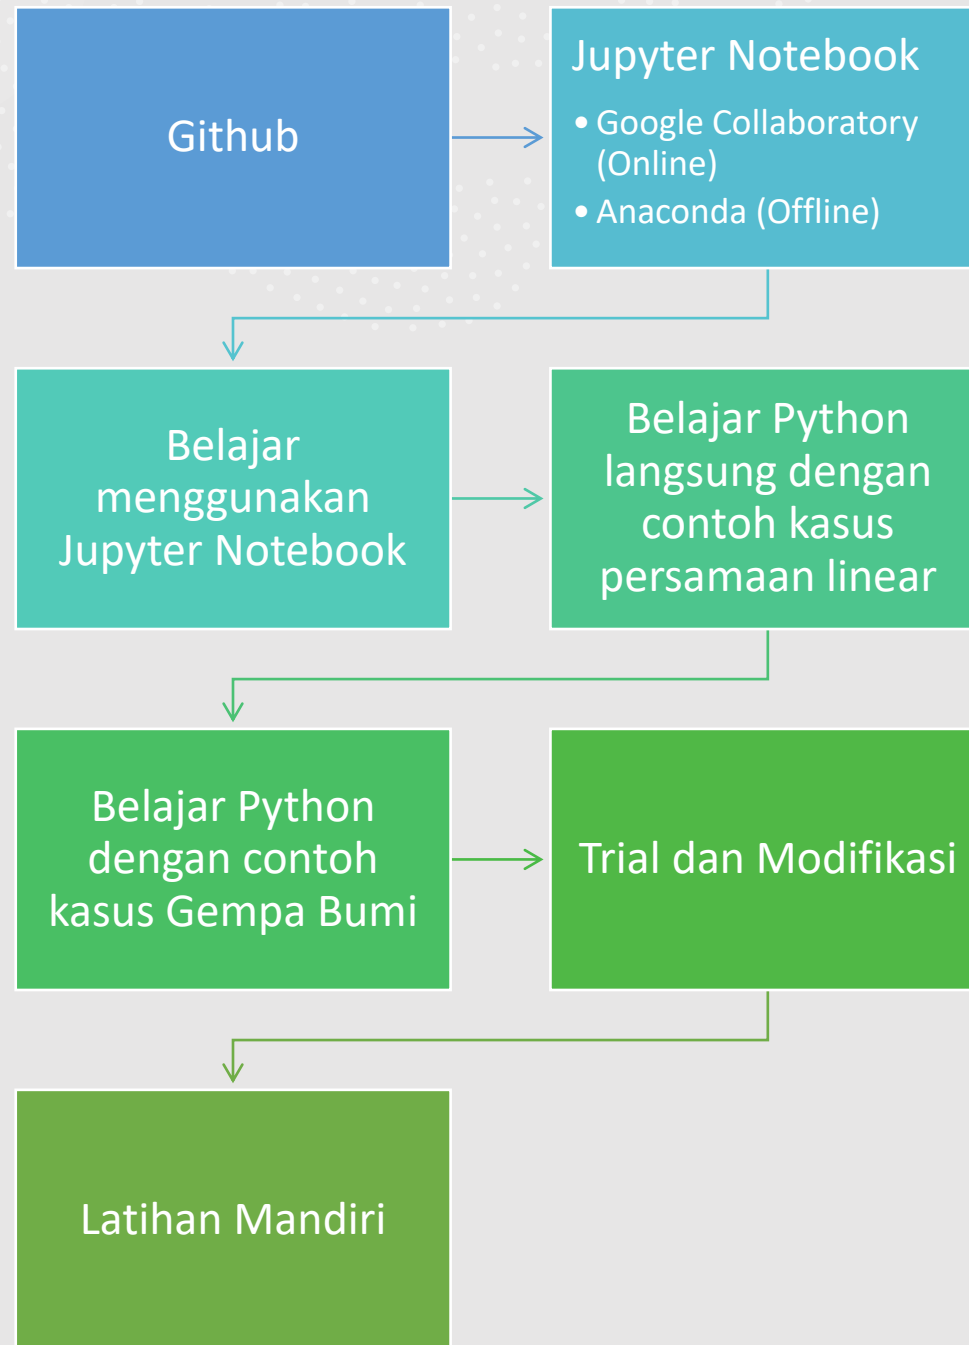 Github
Jupyter Notebook
• Google Collaboratory
(Online)
• Anaconda (Offline)
Belajar
menggunakan
Jupyter Notebook
Belajar Python
langsung dengan
contoh kasus
persamaan linear
Belajar Python
dengan contoh
kasus Gempa Bumi
Trial dan Modifikasi
Latihan Mandiri